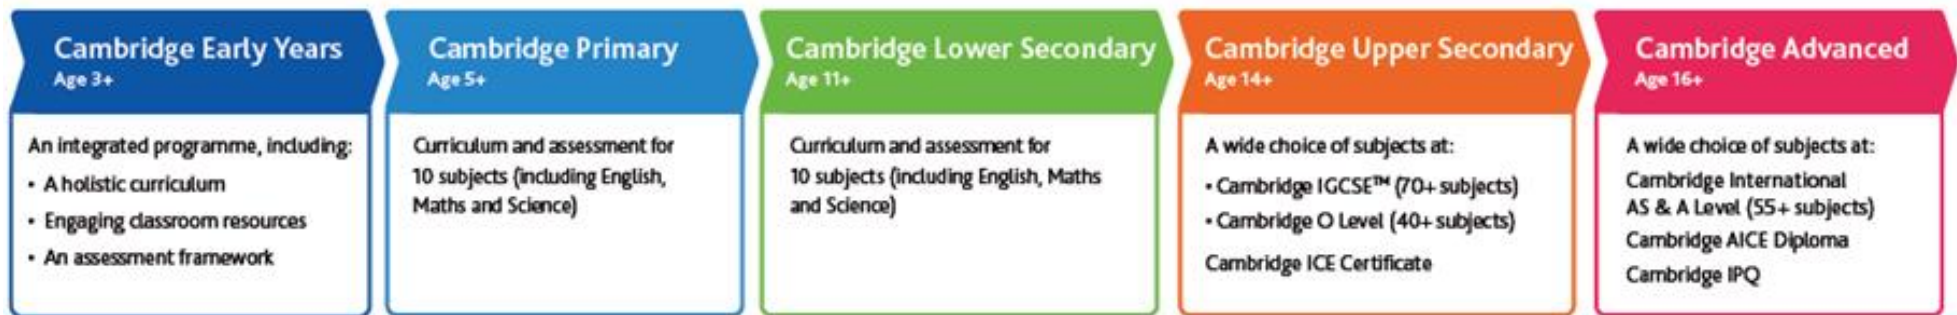 Cambridge Early Years
Age 3+
An integrated programme, including:
• A holistic curriculum
• Engaging classroom resources
• An assessment framework
Cambridge Primary
Age 5+
Curriculum and assessment for
10 subjects (including English,
Maths and Science)
Cambridge Lower Secondary
Age 11+
Curriculum and assessment for
10 subjects (including English, Maths
and Science)
Cambridge Upper Secondary
Age 14+
A wide choice of subjects at:
• Cambridge IGCSE™ (70+ subjects)
• Cambridge O Level (40+ subjects)
Cambridge ICE Certificate
Cambridge Advanced
Age 16+
A wide choice of subjects at:
Cambridge International
AS & A Level (55+ subjects)
Cambridge AICE Diploma
Cambridge IPQ